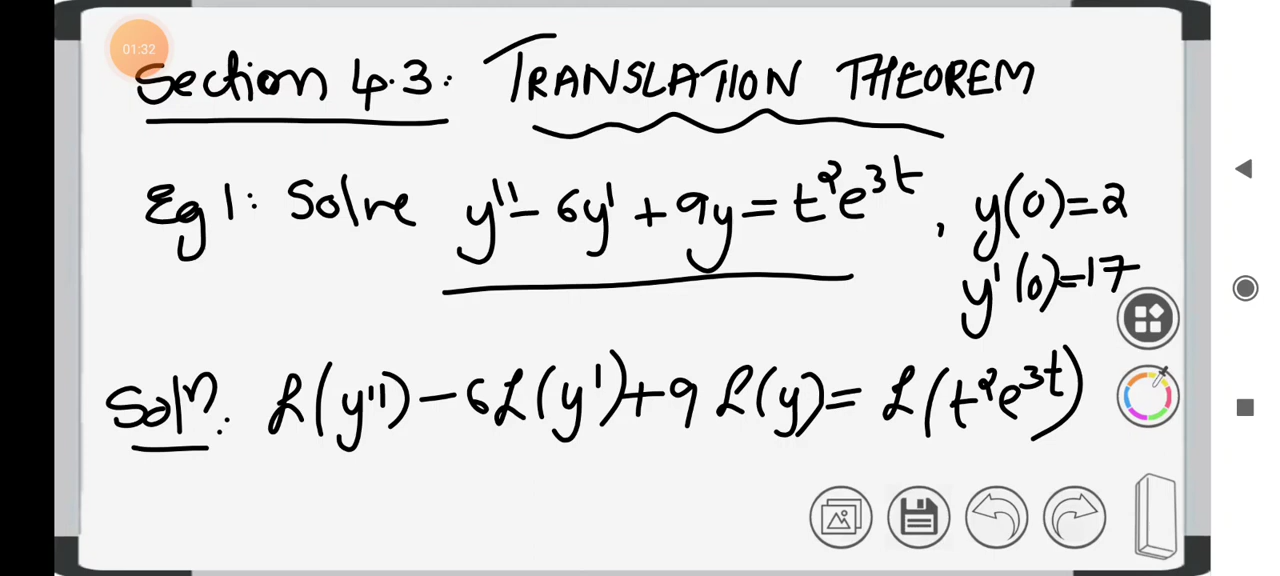 01:32
Section 4.3: TRANSLATION THEOREM
Eg 1: Solve y'' - 6y' + 9y = t²e³ᵗ, y(0)=2
y'(0)=17
Solⁿ: ℒ(y'') - 6ℒ(y') + 9ℒ(y) = ℒ(t²e³ᵗ)